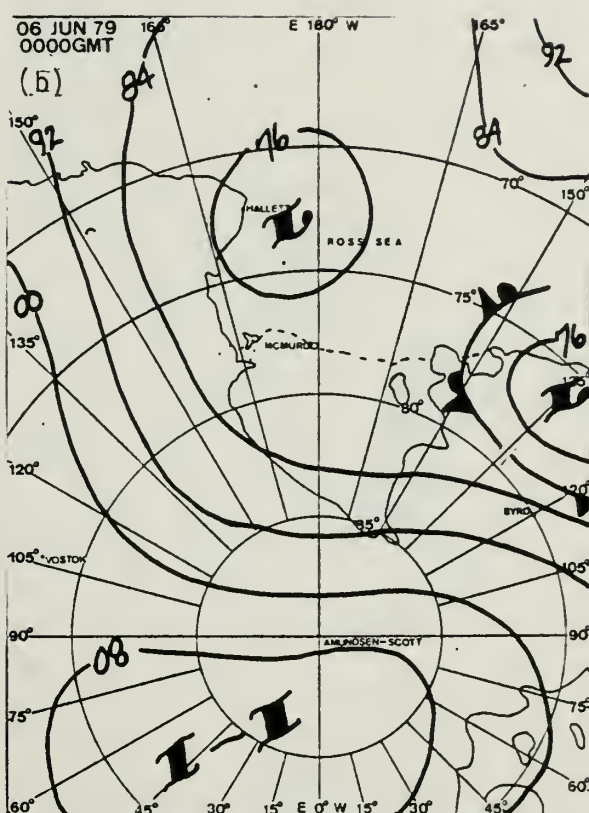 06 JUN 79
0000GMT
165°
E 180° W
165°
(b)
84
92
92
150°
76
84
70°
150°
HALLETT
L
ROSS SEA
00
75°
135°
MCMURDO
76
135°
L
80°
120°
120°
BYRD
85°
VOSTOK
105°
105°
90°
AMUNDSEN-SCOTT
90°
08
75°
75°
H
60°
60°
45°
30°
15°
E 0° W
15°
30°
45°